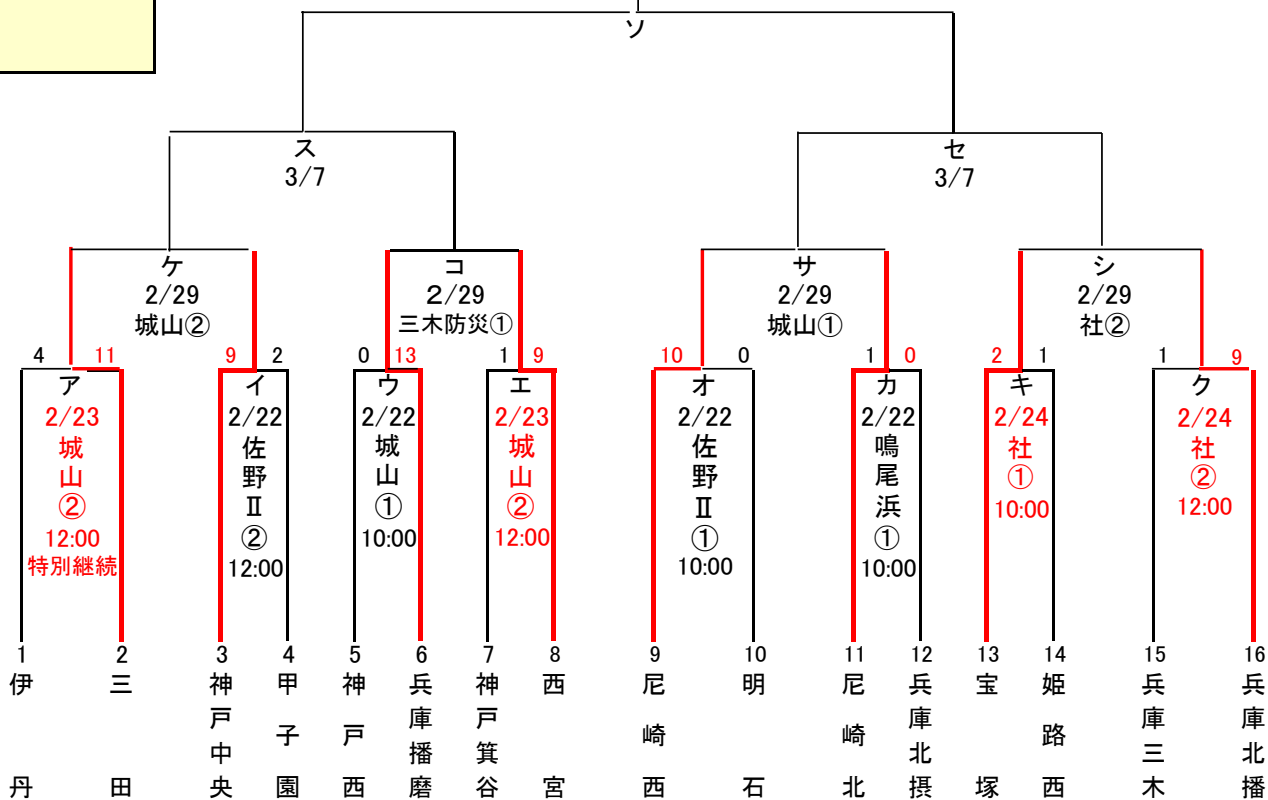 ソ
ス
3/7
セ
3/7
ケ
2/29
城山②
コ
2/29
三木防災①
サ
2/29
城山①
シ
2/29
社②
4 11
9 2
0 13
1 9
10 0
1 0
2 1
1 9
ア
2/23
城山②
12:00
特別継続
イ
2/22
佐野Ⅱ②
12:00
ウ
2/22
城山①
10:00
エ
2/23
城山②
12:00
オ
2/22
佐野Ⅱ①
10:00
カ
2/22
鳴尾浜①
10:00
キ
2/24
社①
10:00
ク
2/24
社②
12:00
1
伊丹
2
三田
3
神戸中央
4
甲子園
5
神戸西
6
兵庫播磨
7
神戸箕谷
8
西宮
9
尼崎西
10
明石
11
尼崎北
12
兵庫北摂
13
宝塚
14
姫路西
15
兵庫三木
16
兵庫北播